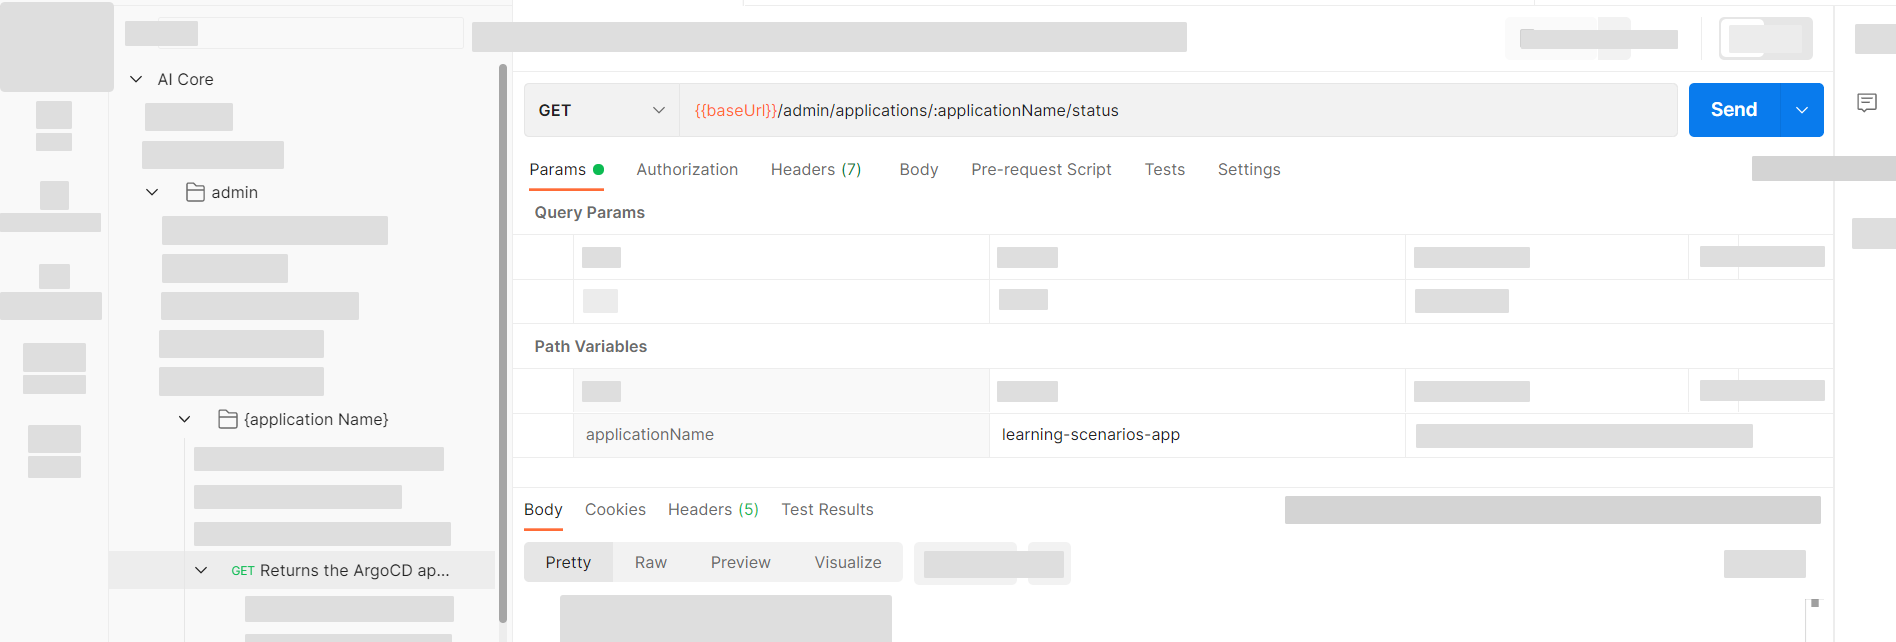 AI Core
admin
{application Name}
GET Returns the ArgoCD ap...
GET {{baseUrl}}/admin/applications/:applicationName/status Send
Params Authorization Headers (7) Body Pre-request Script Tests Settings
Query Params
Path Variables
applicationName learning-scenarios-app
Body Cookies Headers (5) Test Results
Pretty Raw Preview Visualize